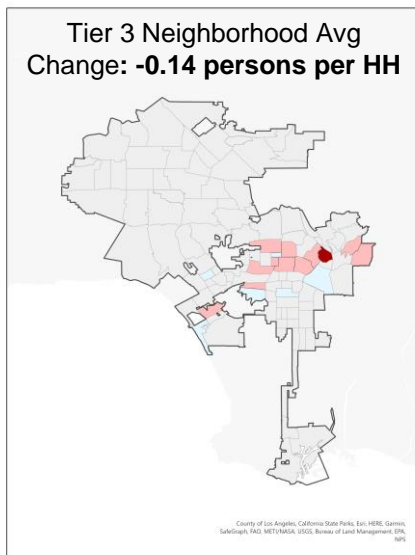 Tier 3 Neighborhood Avg
Change: -0.14 persons per HH
County of Los Angeles, California State Parks, Esri, HERE, Garmin,
SafeGraph, FAO, METI/NASA, USGS, Bureau of Land Management, EPA,
NPS